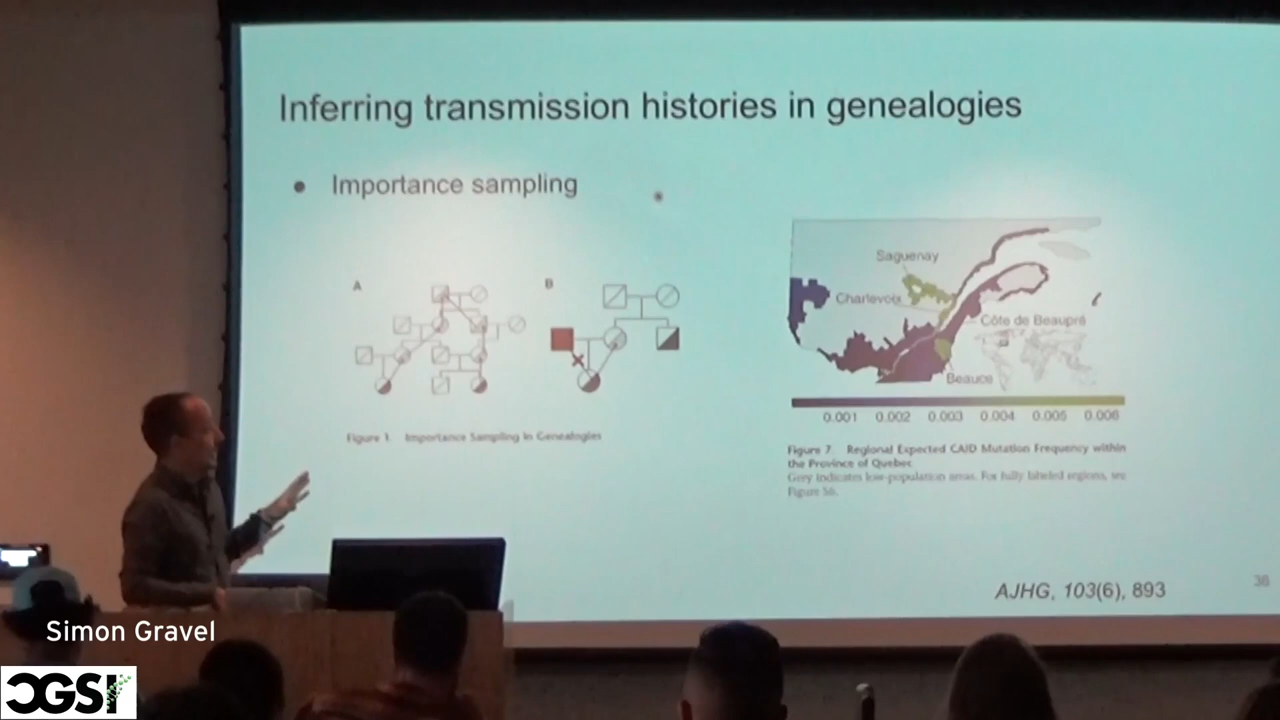 Inferring transmission histories in genealogies
Importance sampling
A
B
Figure 1. Importance Sampling in Genealogies
Saguenay
Charlevoix
Côte de Beaupré
Beauce
0.001 0.002 0.003 0.004 0.005 0.006
Figure 7. Regional Expected CAID Mutation Frequency within
the Province of Quebec
Grey indicates low-population areas. For fully labeled regions, see
Figure S6.
AJHG, 103(6), 893
36
Simon Gravel
CGSI